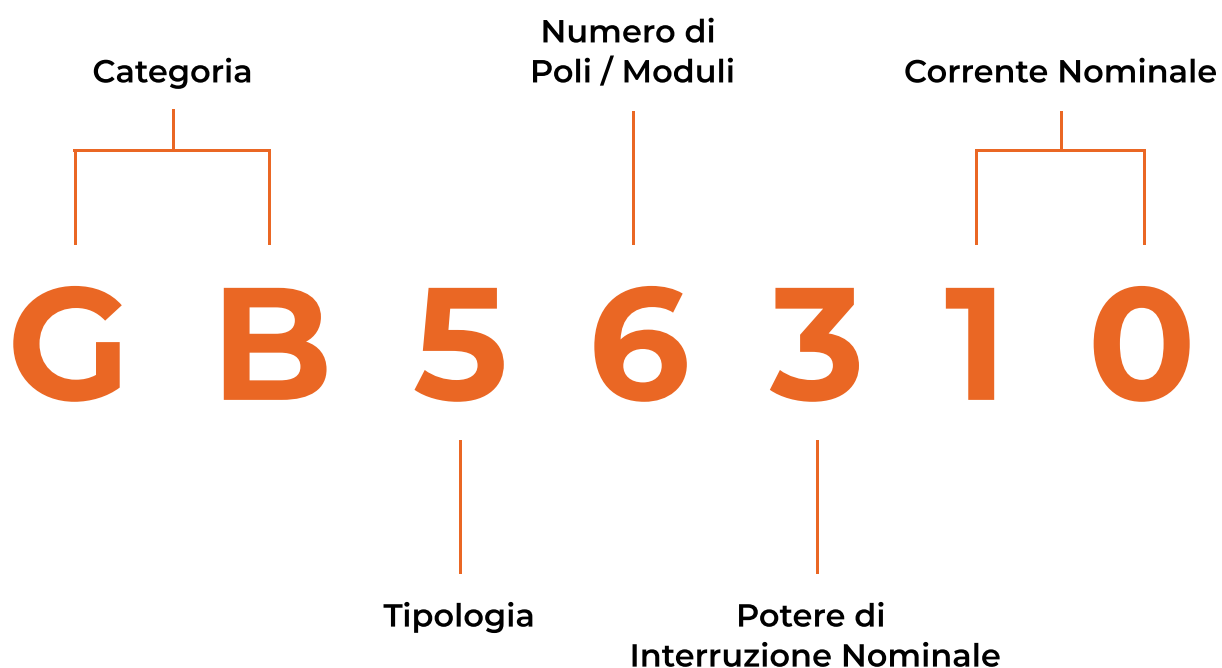 Numero di
Categoria
Poli / Moduli
Corrente Nominale
G B 5 6 3 1 0
Tipologia
Potere di
Interruzione Nominale